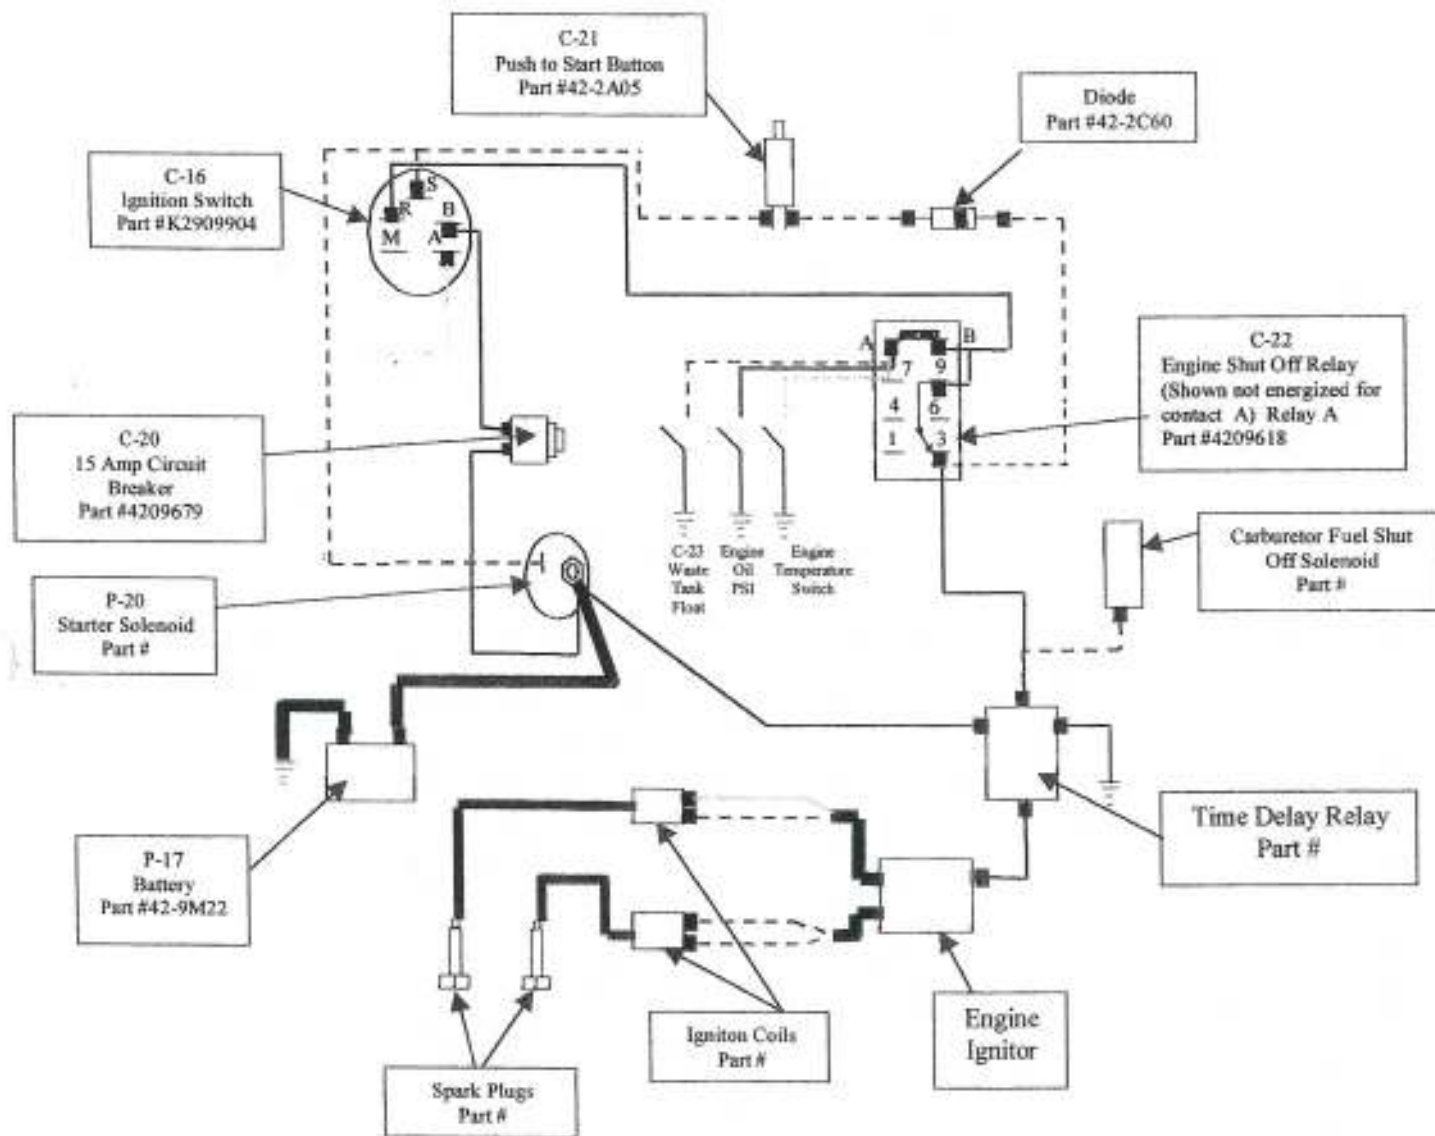 C-21
Push to Start Button
Part #42-2A05
Diode
Part #42-2C60
C-16
Ignition Switch
Part #K2909904
S
R
B
M
A
A
B
7
9
4
6
1
3
C-22
Engine Shut Off Relay
(Shown not energized for
contact A) Relay A
Part #4209618
C-20
15 Amp Circuit
Breaker
Part #4209679
C-23
Waste
Tank
Float
Engine
Oil
PSI
Engine
Temperature
Switch
Carburetor Fuel Shut
Off Solenoid
Part #
P-20
Starter Solenoid
Part #
I
Time Delay Relay
Part #
P-17
Battery
Part #42-9M22
Igniton Coils
Part #
Engine
Ignitor
Spark Plugs
Part #